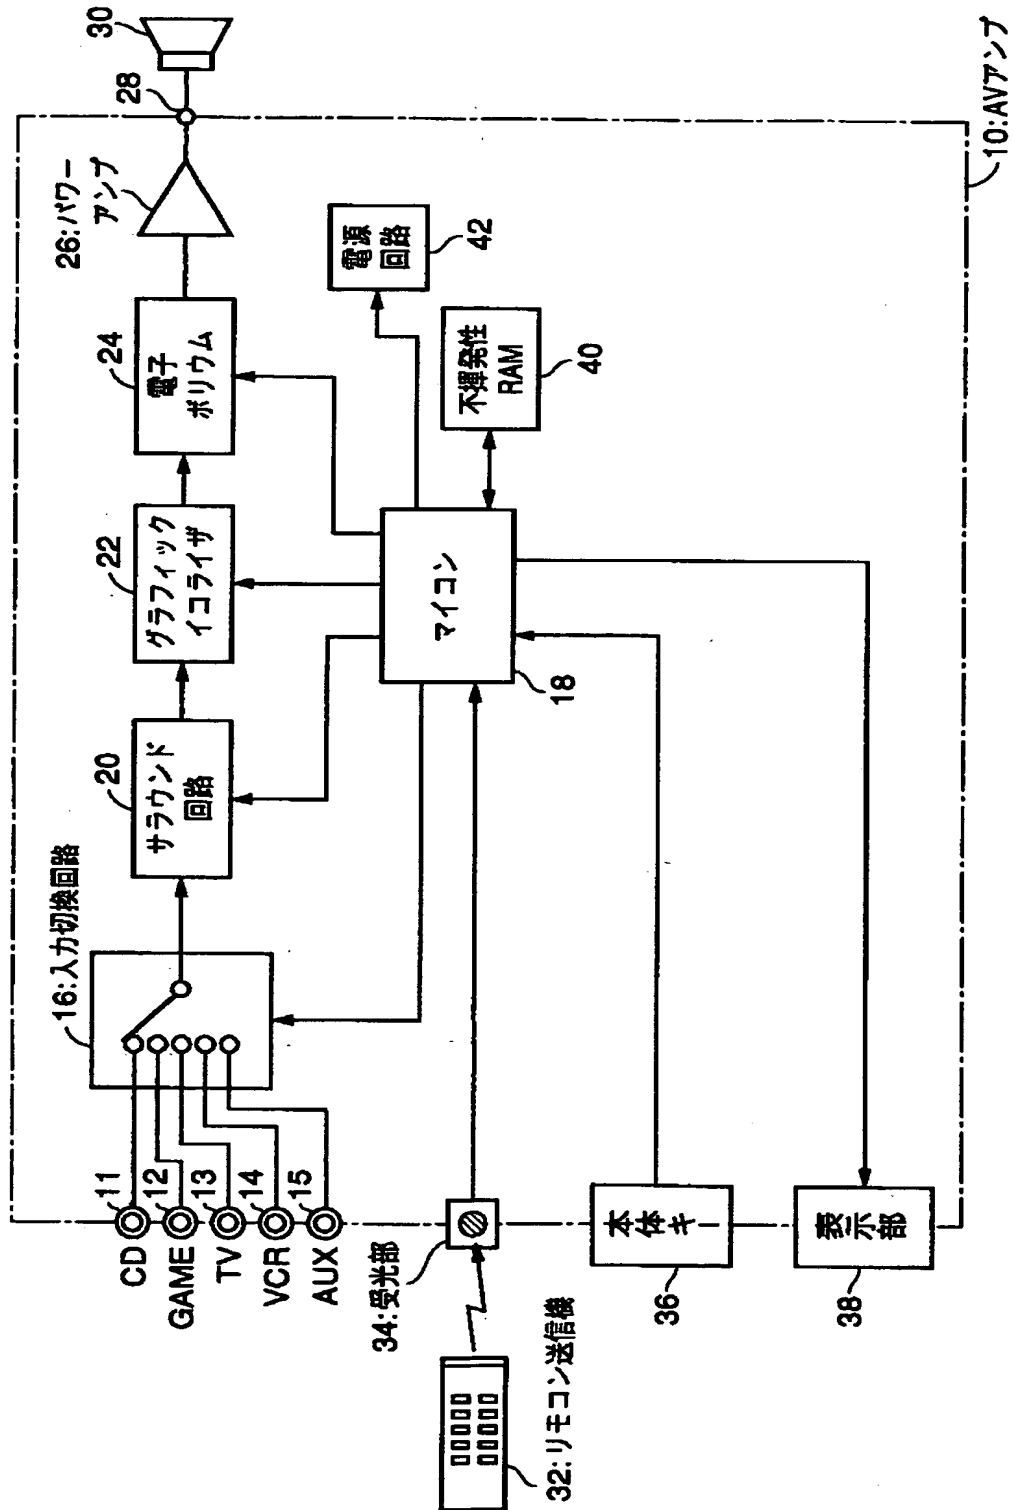 CD
GAME
TV
VCR
AUX
11
12
13
14
15
16:入力切換回路
20
サラウンド
回路
22
グラフィック
イコライザ
24
電子
ボリウム
26:パワー
アンプ
28
30
電源
回路
42
不揮発性
RAM
40
マイコン
18
34:受光部
32:リモコン送信機
本体キー
36
表示部
38
10:AVアンプ